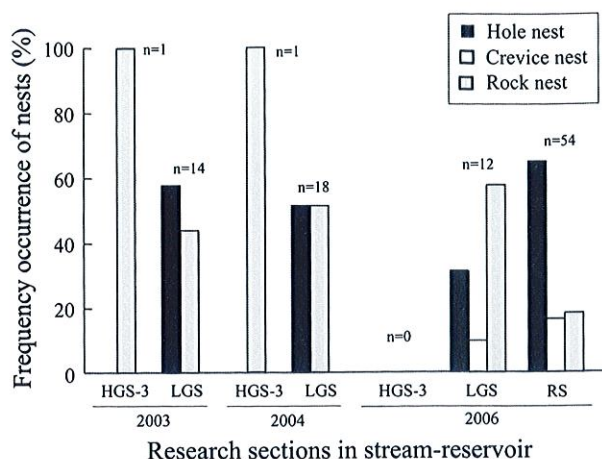 Frequency occurrence of nests (%)
100
80
60
40
20
0
Hole nest
Crevice nest
Rock nest
n=1
n=14
n=1
n=18
n=0
n=12
n=54
HGS-3 LGS HGS-3 LGS HGS-3 LGS RS
2003 2004 2006
Research sections in stream-reservoir